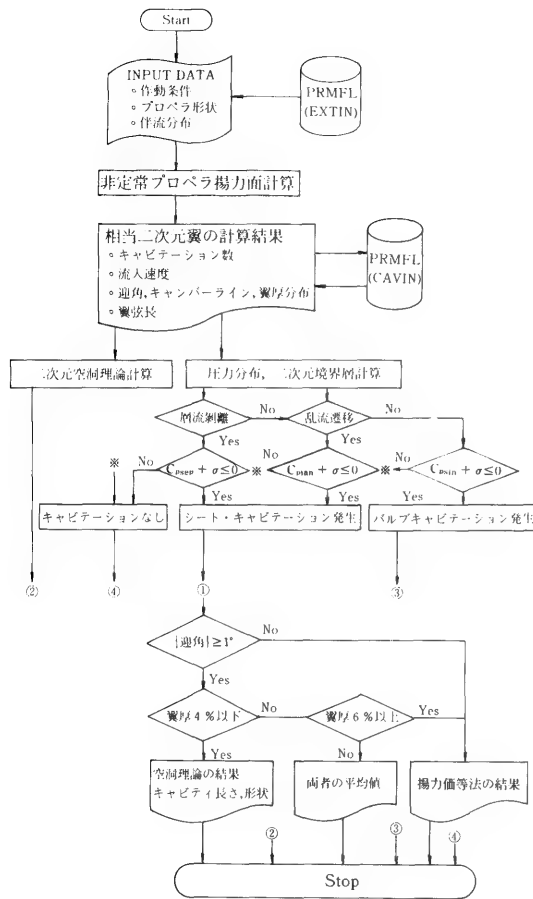 Start
INPUT DATA
○ 作動条件
○ プロペラ形状
○ 伴流分布
PRMFL
(EXTIN)
非定常プロペラ揚力面計算
相当二次元翼の計算結果
○ キャビテーション数
○ 流入速度
○ 迎角,キャンバーライン,翼厚分布
○ 翼弦長
PRMFL
(CAVIN)
二次元空洞理論計算
圧力分布, 二次元境界層計算
層流剥離
No
乱流遷移
No
Yes
Yes
※
No
Cpsep + σ≤0
※
No
Cptran + σ≤0
※
No
Cpmin + σ≤0
Yes
Yes
Yes
キャビテーションなし
シート・キャビテーション発生
バルブキャビテーション発生
②
④
①
③
|迎角|≥1°
No
Yes
翼厚4%以下
No
翼厚6%以上
Yes
Yes
No
空洞理論の結果
キャビティ長さ,形状
両者の平均値
揚力価等法の結果
②
③
④
Stop